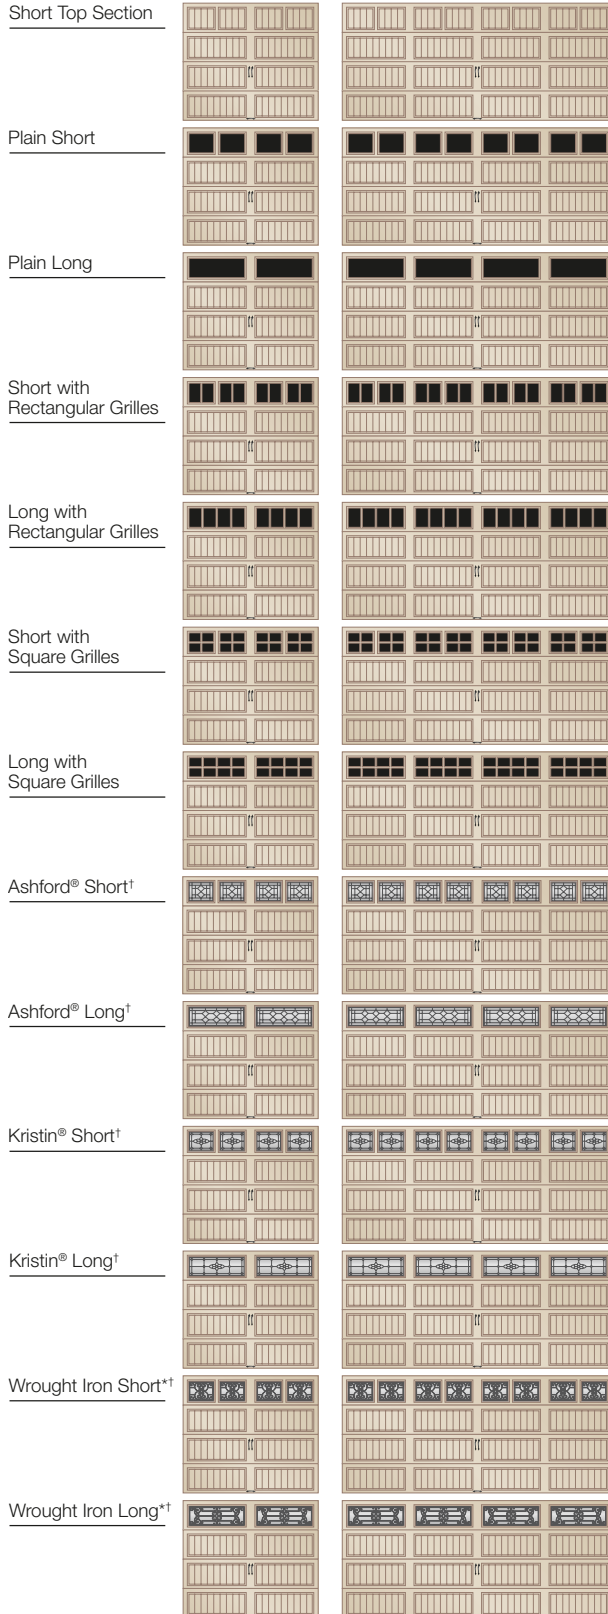 Short Top Section
Plain Short
Plain Long
Short with
Rectangular Grilles
Long with
Rectangular Grilles
Short with
Square Grilles
Long with
Square Grilles
Ashford® Short†
Ashford® Long†
Kristin® Short†
Kristin® Long†
Wrought Iron Short*†
Wrought Iron Long*†